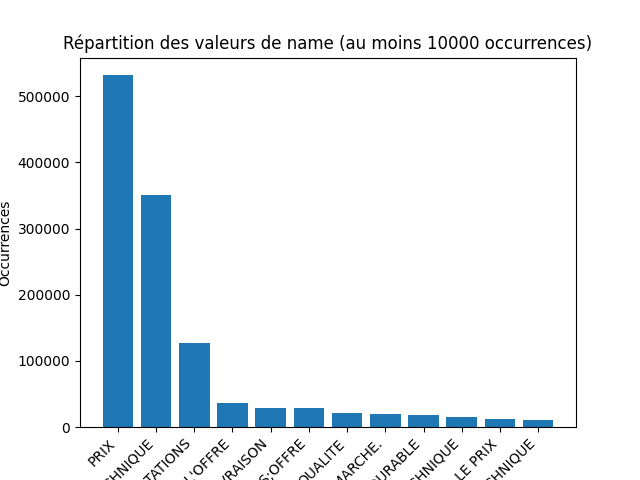 Répartition des valeurs de name (au moins 10000 occurrences)
Occurrences
500000
400000
300000
200000
100000
0
PRIX
HNIQUE
TATIONS
L'OFFRE
VRAISON
S;OFFRE
QUALITE
MARCHE.
URABLE
CHNIQUE
LE PRIX
CHNIQUE